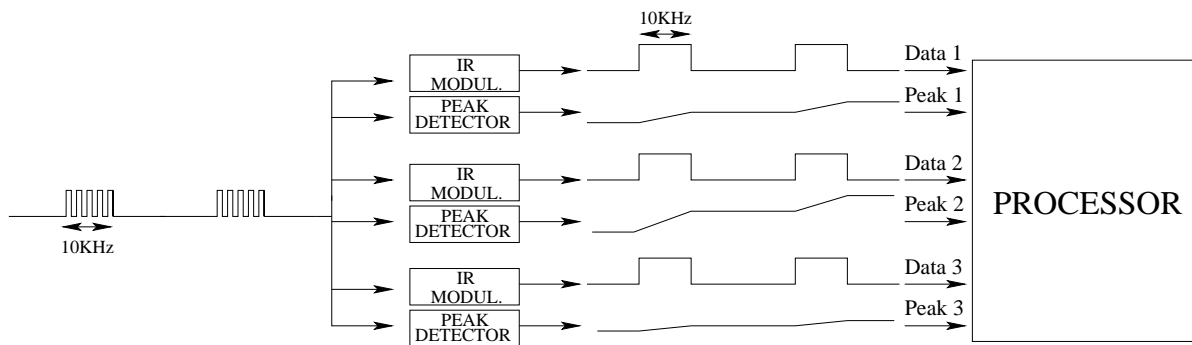 10KHz
IR
MODUL.
Data 1
PEAK
DETECTOR
Peak 1
IR
MODUL.
Data 2
PEAK
DETECTOR
Peak 2
PROCESSOR
10KHz
IR
MODUL.
Data 3
PEAK
DETECTOR
Peak 3